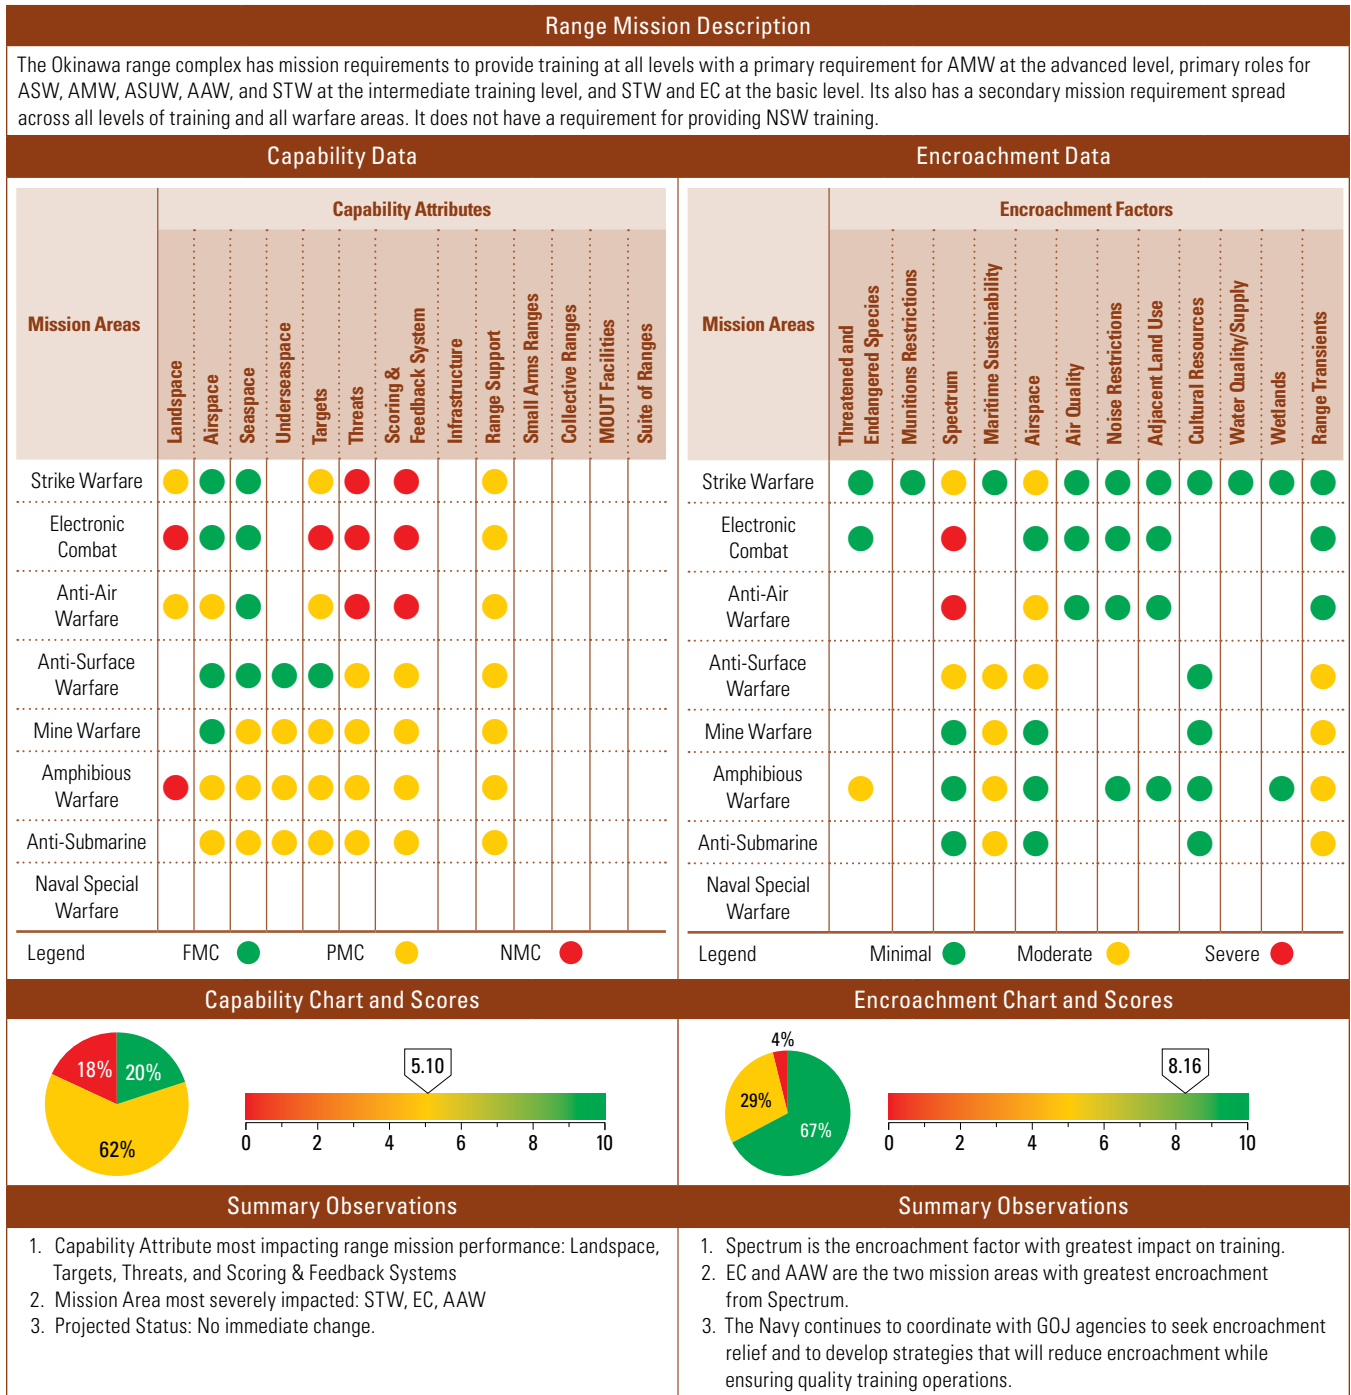 Range Mission Description
The Okinawa range complex has mission requirements to provide training at all levels with a primary requirement for AMW at the advanced level, primary roles for
ASW, AMW, ASUW, AAW, and STW at the intermediate training level, and STW and EC at the basic level. Its also has a secondary mission requirement spread
across all levels of training and all warfare areas. It does not have a requirement for providing NSW training.
Capability Data
Mission Areas
Capability Attributes
Landspace
Airspace
Seaspace
Underseaspace
Targets
Threats
Scoring &
Feedback System
Infrastructure
Range Support
Small Arms Ranges
Collective Ranges
MOUT Facilities
Suite of Ranges
Strike Warfare
Electronic
Combat
Anti-Air
Warfare
Anti-Surface
Warfare
Mine Warfare
Amphibious
Warfare
Anti-Submarine
Naval Special
Warfare
Legend FMC PMC NMC
Encroachment Data
Mission Areas
Encroachment Factors
Threatened and
Endangered Species
Munitions Restrictions
Spectrum
Maritime Sustainability
Airspace
Air Quality
Noise Restrictions
Adjacent Land Use
Cultural Resources
Water Quality/Supply
Wetlands
Range Transients
Strike Warfare
Electronic
Combat
Anti-Air
Warfare
Anti-Surface
Warfare
Mine Warfare
Amphibious
Warfare
Anti-Submarine
Naval Special
Warfare
Legend Minimal Moderate Severe
Capability Chart and Scores
18% 20%
62%
5.10
0 2 4 6 8 10
Encroachment Chart and Scores
4%
29%
67%
8.16
0 2 4 6 8 10
Summary Observations
1. Capability Attribute most impacting range mission performance: Landspace,
Targets, Threats, and Scoring & Feedback Systems
2. Mission Area most severely impacted: STW, EC, AAW
3. Projected Status: No immediate change.
Summary Observations
1. Spectrum is the encroachment factor with greatest impact on training.
2. EC and AAW are the two mission areas with greatest encroachment
from Spectrum.
3. The Navy continues to coordinate with GOJ agencies to seek encroachment
relief and to develop strategies that will reduce encroachment while
ensuring quality training operations.